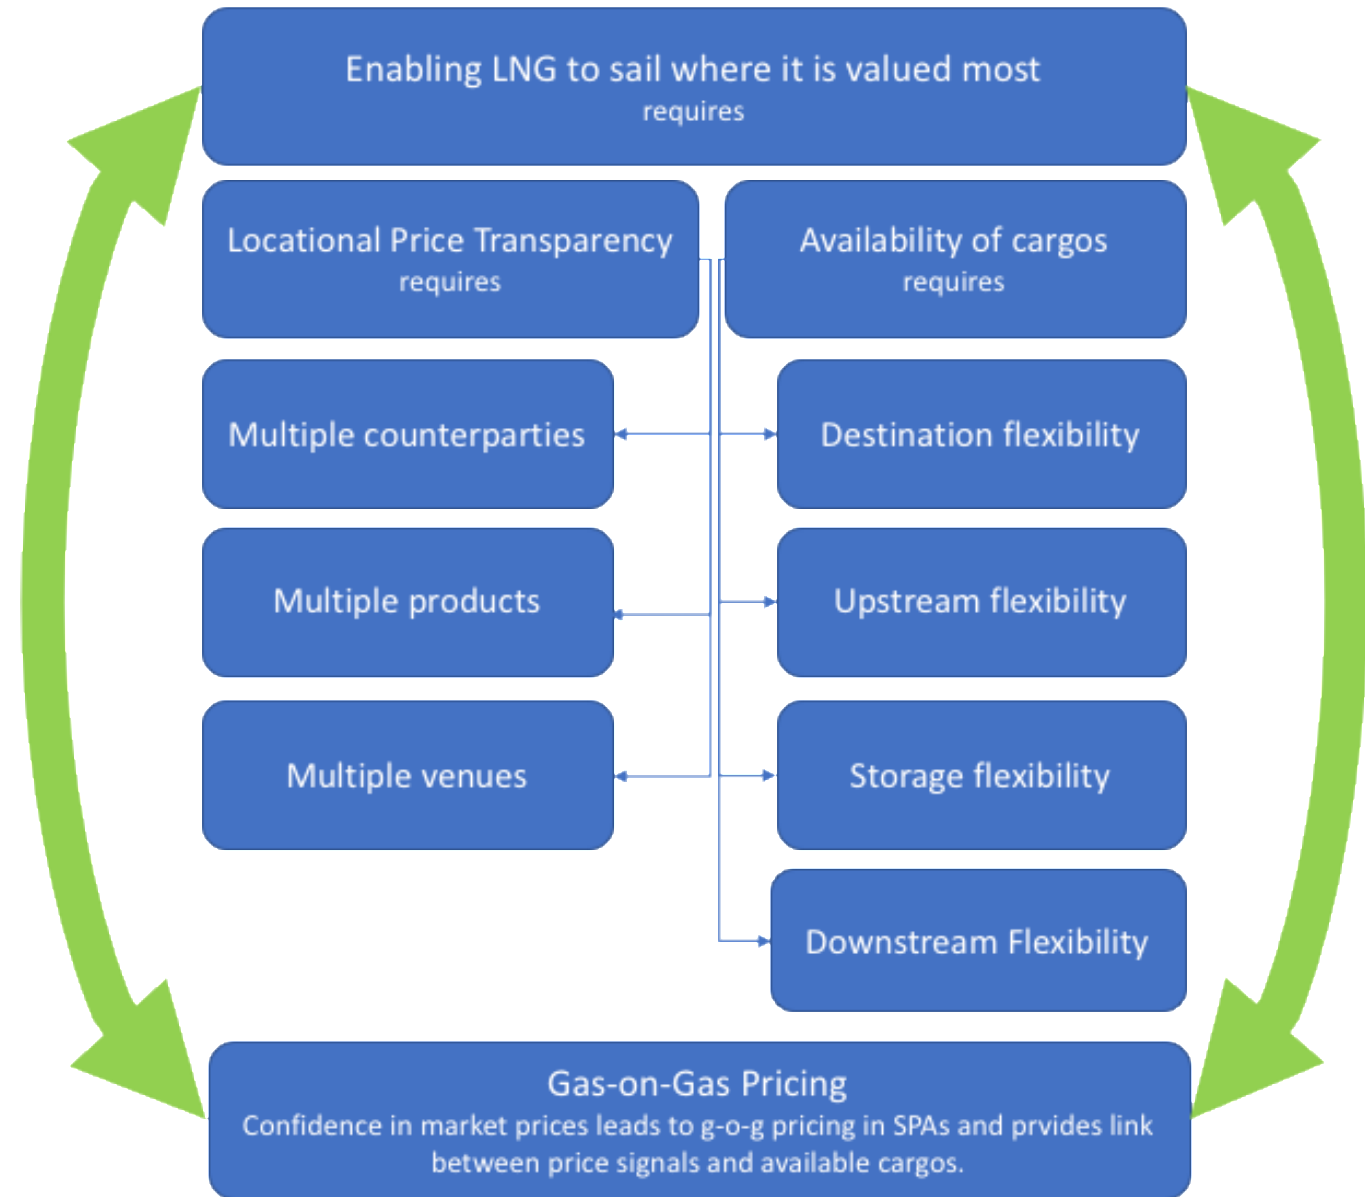 Enabling LNG to sail where it is valued most
requires
Locational Price Transparency
requires
Availability of cargos
requires
Multiple counterparties
Destination flexibility
Multiple products
Upstream flexibility
Multiple venues
Storage flexibility
Downstream Flexibility
Gas-on-Gas Pricing
Confidence in market prices leads to g-o-g pricing in SPAs and prvides link
between price signals and available cargos.